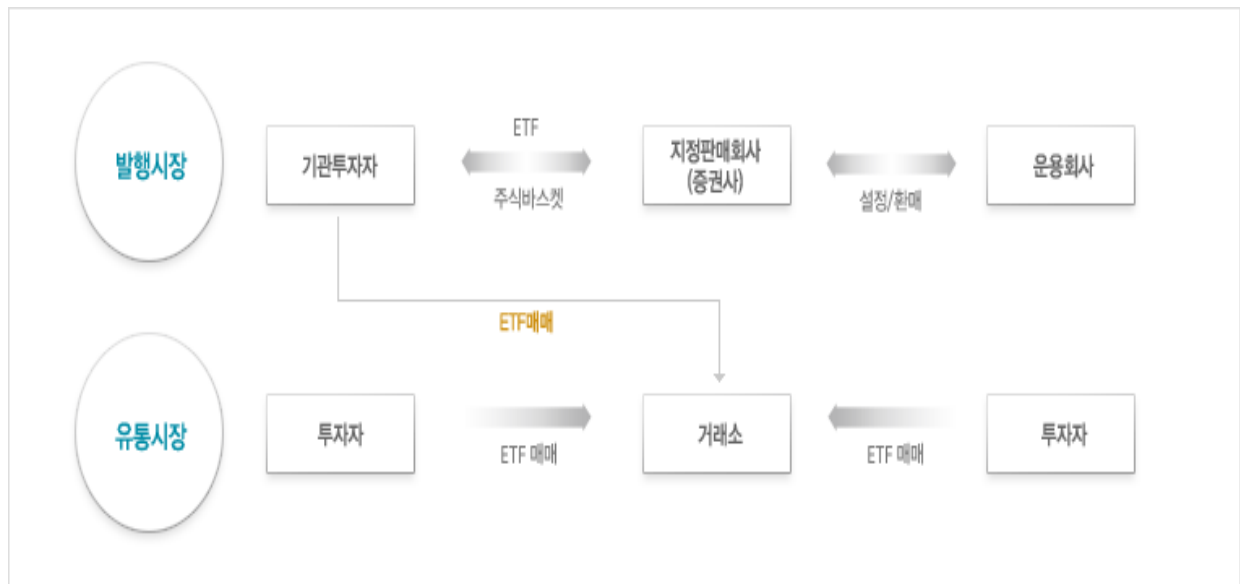 발행시장
기관투자자
ETF
주식바스켓
지정판매회사
(증권사)
설정/환매
운용회사
ETF매매
유통시장
투자자
ETF 매매
거래소
ETF 매매
투자자